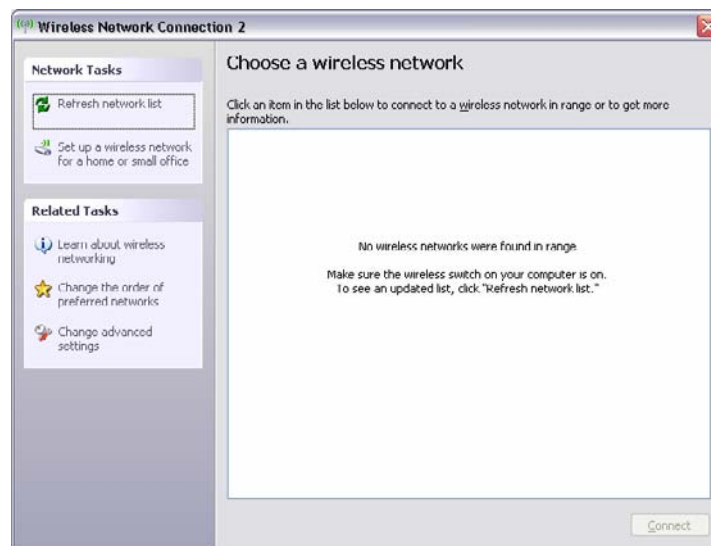 Wireless Network Connection 2
Network Tasks
Refresh network list
Set up a wireless network
for a home or small office
Related Tasks
Learn about wireless
networking
Change the order of
preferred networks
Change advanced
settings
Choose a wireless network
Click an item in the list below to connect to a wireless network in range or to get more
information.
No wireless networks were found in range.
Make sure the wireless switch on your computer is on.
To see an updated list, click "Refresh network list."
Connect